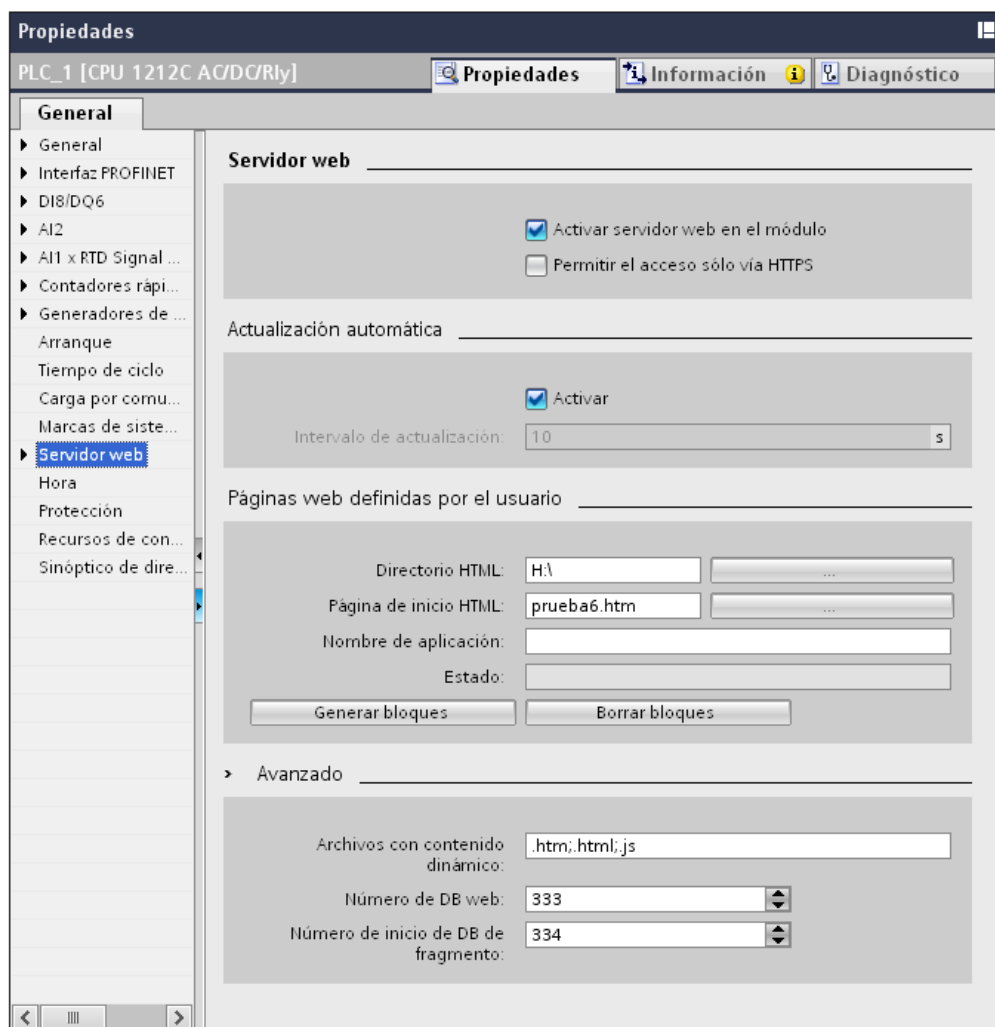 Propiedades
PLC_1 [CPU 1212C AC/DC/Rly]
Propiedades
Información
Diagnóstico
General
General
Interfaz PROFINET
DI8/DQ6
AI2
AI1 x RTD Signal ...
Contadores rápi...
Generadores de ...
Arranque
Tiempo de ciclo
Carga por comu...
Marcas de siste...
Servidor web
Hora
Protección
Recursos de con...
Sinóptico de dire...
Servidor web
Activar servidor web en el módulo
Permitir el acceso sólo vía HTTPS
Actualización automática
Activar
Intervalo de actualización: 10 s
Páginas web definidas por el usuario
Directorio HTML: H:\ ...
Página de inicio HTML: prueba6.htm ...
Nombre de aplicación:
Estado:
Generar bloques Borrar bloques
Avanzado
Archivos con contenido dinámico: .htm;.html;.js
Número de DB web: 333
Número de inicio de DB de fragmento: 334